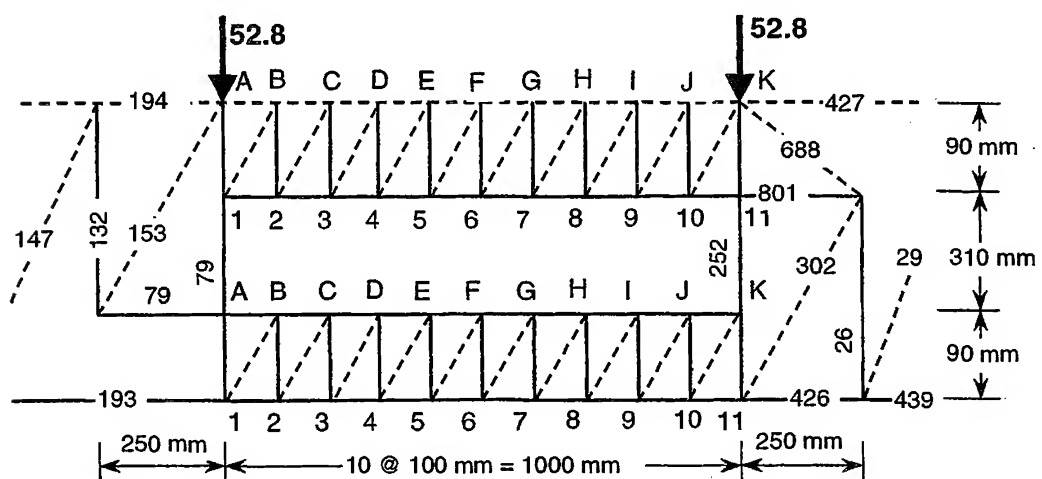 52.8 52.8
A B C D E F G H I J K
194 427
688 90 mm
801
1 2 3 4 5 6 7 8 9 10 11
147 132 153 79 252 302 29 310 mm
79 A B C D E F G H I J K
26 90 mm
193 426 439
1 2 3 4 5 6 7 8 9 10 11
250 mm 250 mm
10 @ 100 mm = 1000 mm